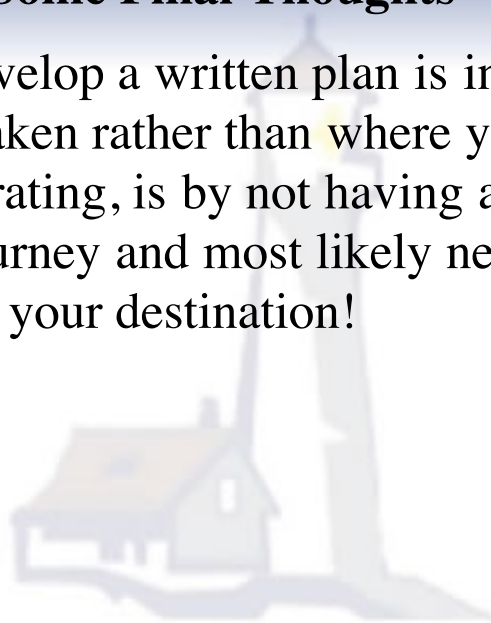 Some Final Thoughts
velop a written plan is in
aken rather than where y
rating, is by not having a
urney and most likely ne
your destination!